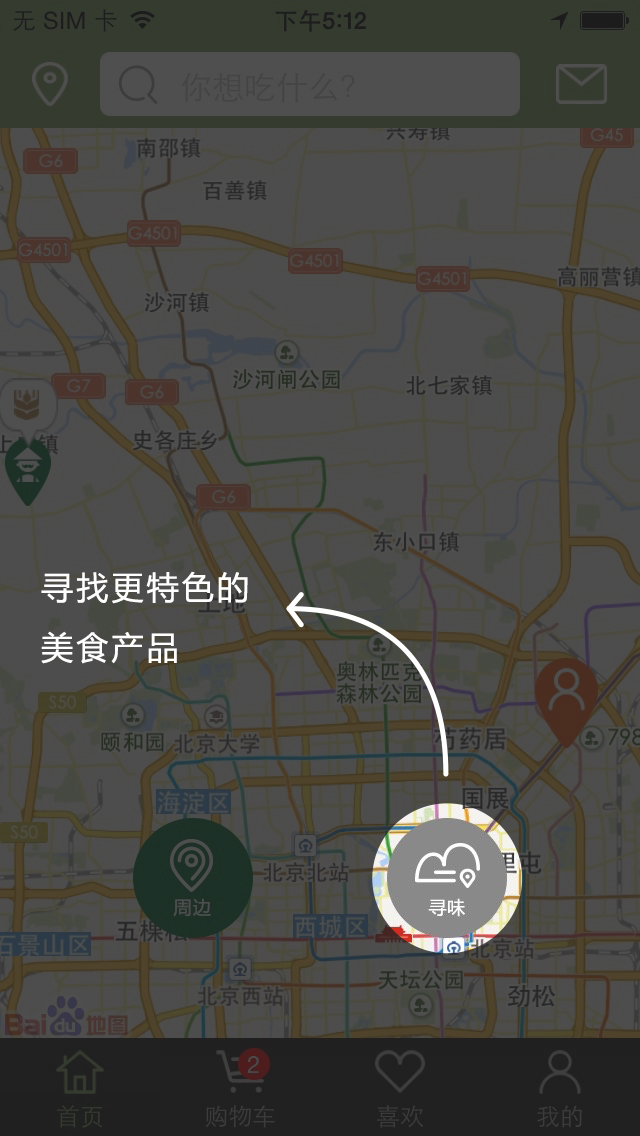 无 SIM 卡
下午5:12
你想吃什么?
兴寿镇
G45
南邵镇
G6
百善镇
G4501
G4501
G4501
G4501
高丽营镇
沙河镇
沙河闸公园
G7
G6
北七家镇
史各庄乡
G6
东小口镇
寻找更特色的
上地
美食产品
奥林匹克
森林公园
S50
颐和园
北京大学
芍药居
798
国展
海淀区
S50
里屯
北京北站
周边
寻味
五棵松
西城区
石景山区
北京站
天坛公园
北京西站
劲松
Bai du 地图
2
首页
购物车
喜欢
我的